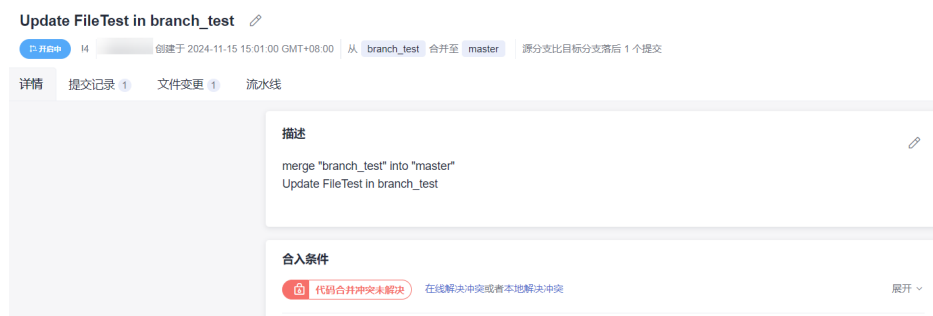 Update FileTest in branch_test
开启中 !4 创建于 2024-11-15 15:01:00 GMT+08:00 从 branch_test 合并至 master 源分支比目标分支落后 1 个提交
详情 提交记录 1 文件变更 1 流水线
描述
merge "branch_test" into "master"
Update FileTest in branch_test
合入条件
代码合并冲突未解决 在线解决冲突或者本地解决冲突 展开